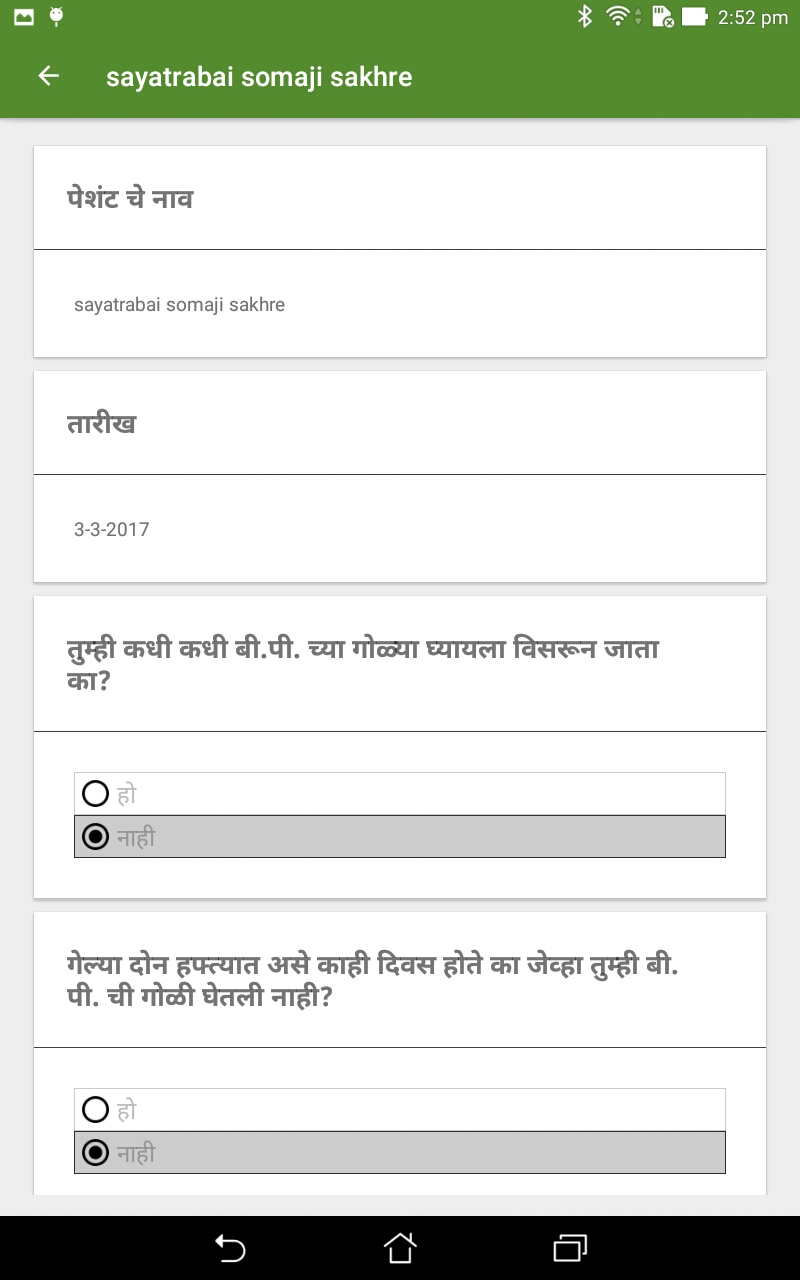 2:52 pm
sayatrabai somaji sakhre
पेशंट चे नाव
sayatrabai somaji sakhre
तारीख
3-3-2017
तुम्ही कधी कधी बी.पी. च्या गोळ्या घ्यायला विसरून जाता
का?
हो
नाही
गेल्या दोन हफ्त्यात असे काही दिवस होते का जेव्हा तुम्ही बी.
पी. ची गोळी घेतली नाही?
हो
नाही